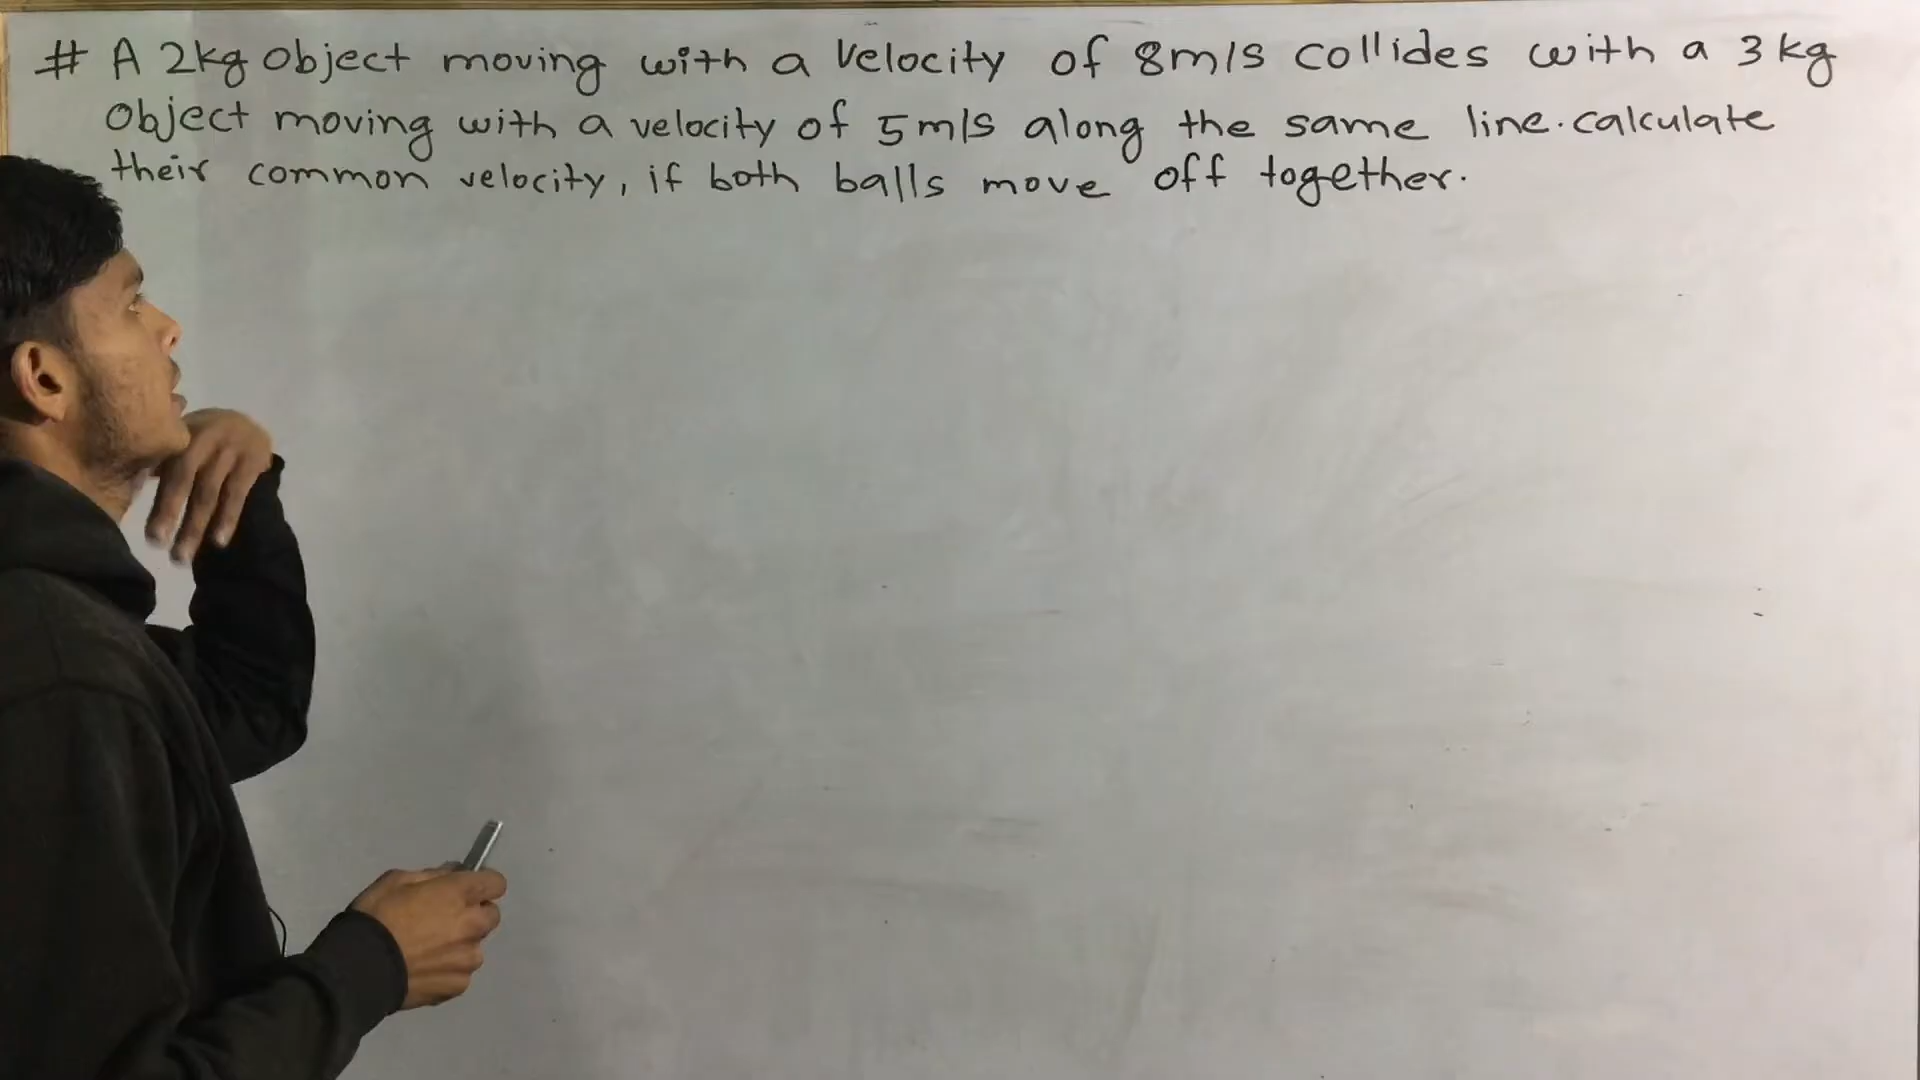 # A 2kg object moving with a velocity of 8m/s collides with a 3kg
object moving with a velocity of 5m/s along the same line. calculate
their common velocity, if both balls move off together.